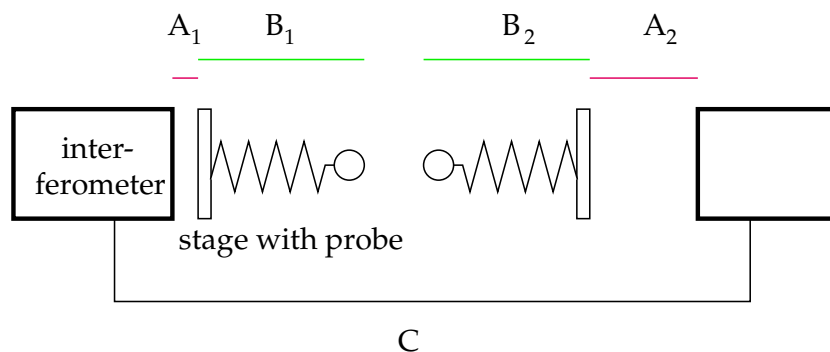 A₁ B₁ B₂ A₂
inter-
ferometer
stage with probe
C